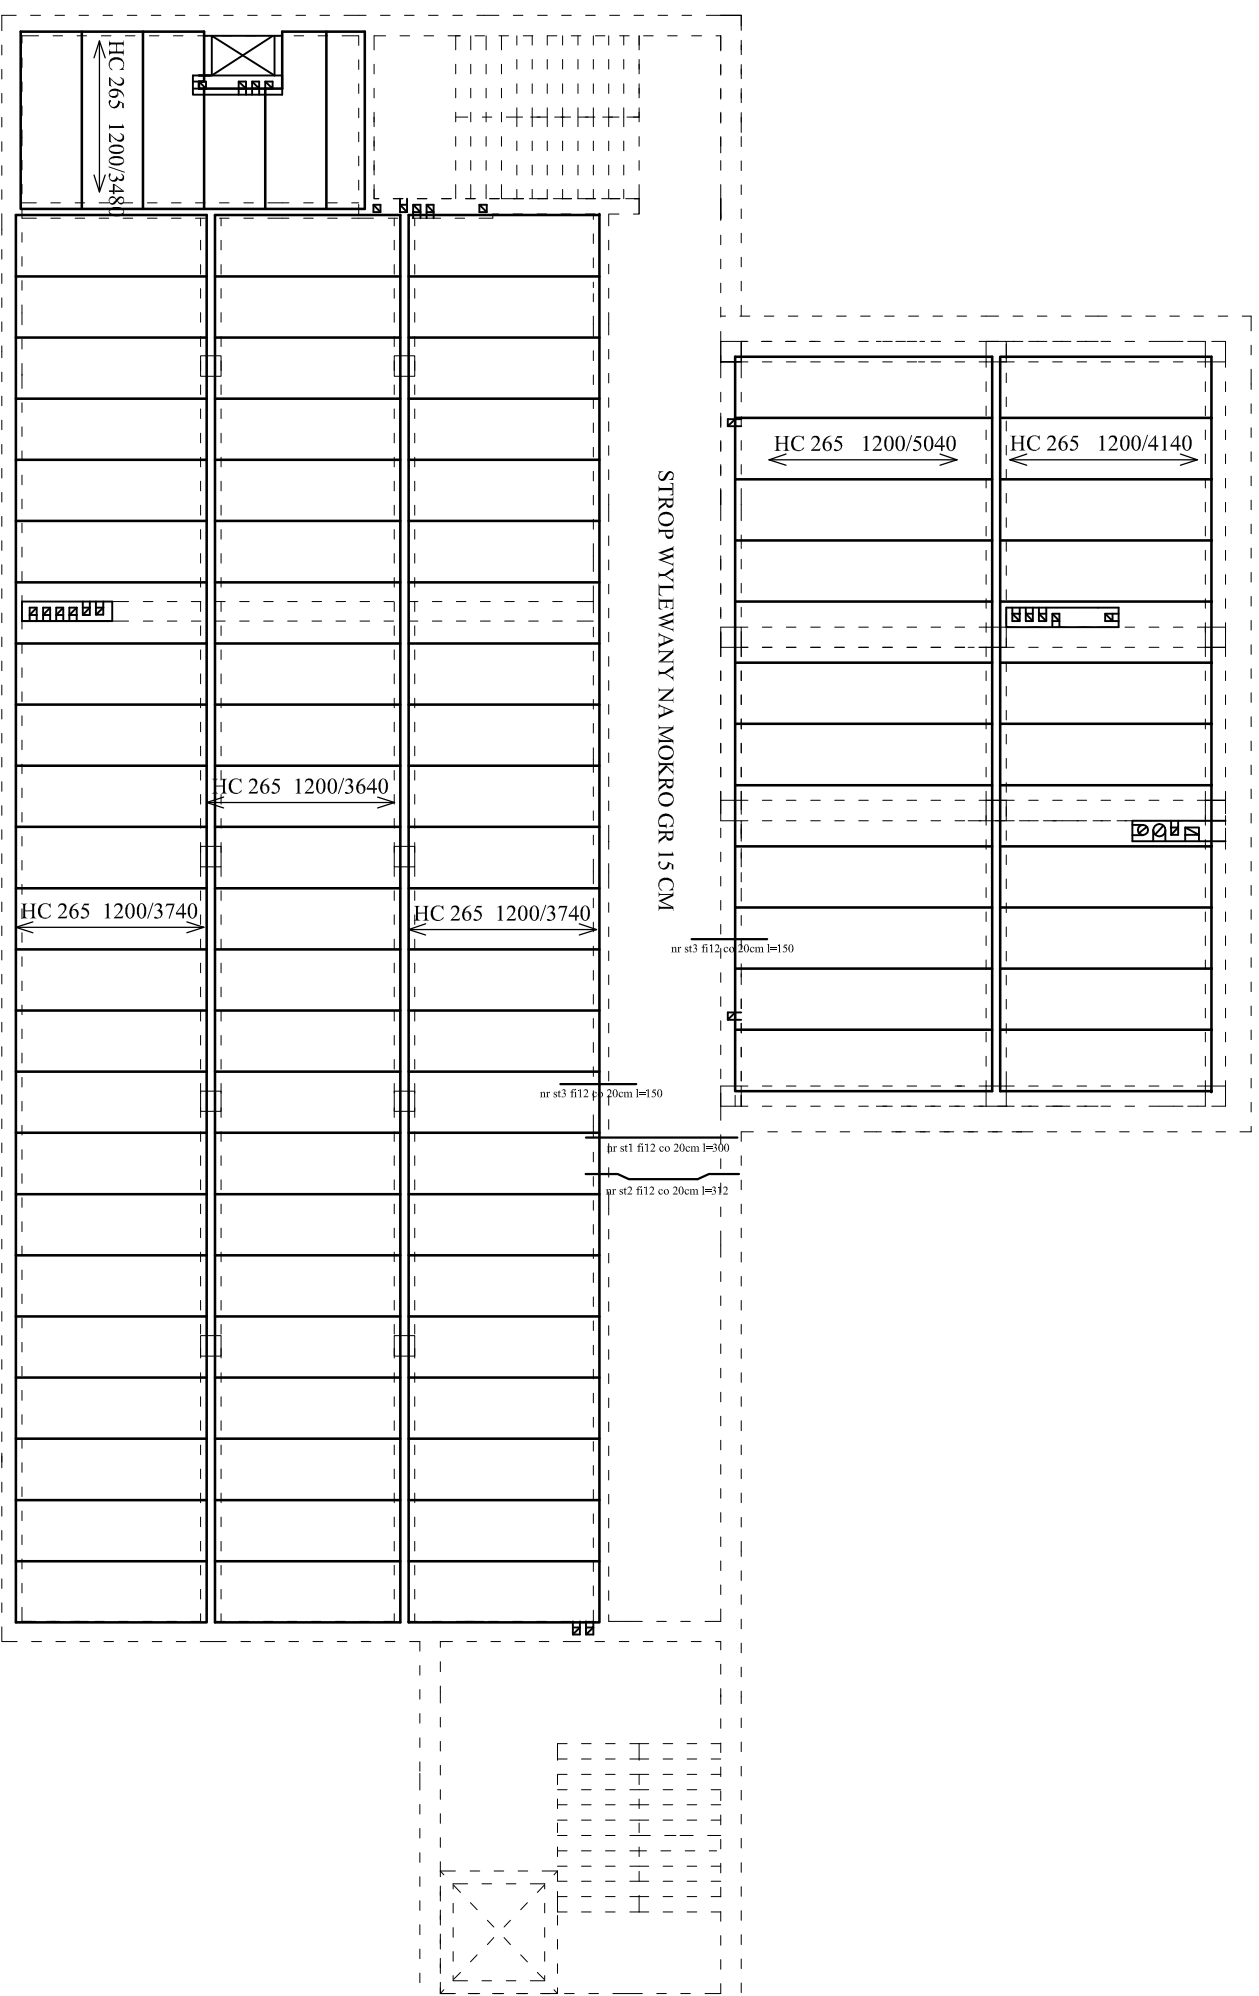 HC 265 1200/3480
HC 265 1200/5040
HC 265 1200/4140
STROP WYLEWANY NA MOKRO GR 15 CM
HC 265 1200/3640
HC 265 1200/3740
HC 265 1200/3740
nr st3 fi12 co 20cm l=150
nr st3 fi12 co 20cm l=150
nr st1 fi12 co 20cm l=300
nr st2 fi12 co 20cm l=312